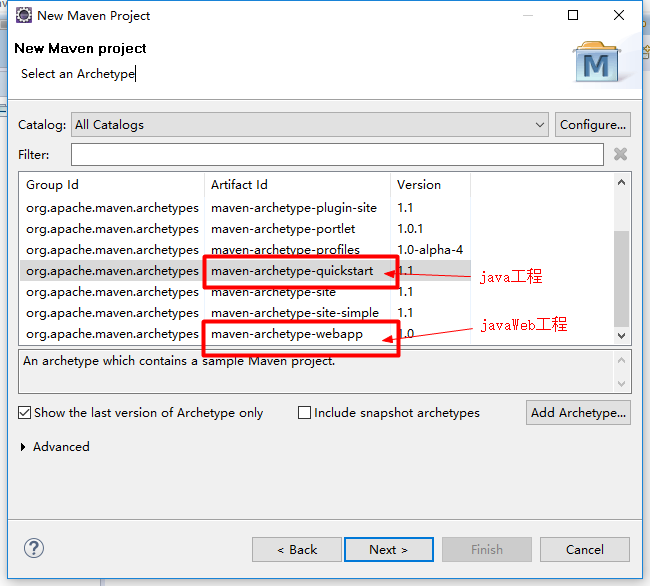 New Maven Project
New Maven project
Select an Archetype
M
Catalog: All Catalogs Configure...
Filter:
Group Id Artifact Id Version
org.apache.maven.archetypes maven-archetype-plugin-site 1.1
org.apache.maven.archetypes maven-archetype-portlet 1.0.1
org.apache.maven.archetypes maven-archetype-profiles 1.0-alpha-4
org.apache.maven.archetypes maven-archetype-quickstart 1.1 java工程
org.apache.maven.archetypes maven-archetype-site 1.1
org.apache.maven.archetypes maven-archetype-site-simple 1.1
org.apache.maven.archetypes maven-archetype-webapp 1.0 javaWeb工程
An archetype which contains a sample Maven project.
Show the last version of Archetype only Include snapshot archetypes Add Archetype...
Advanced
? < Back Next > Finish Cancel